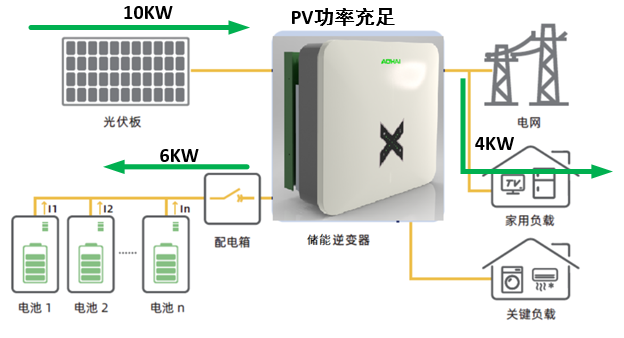 10KW
PV功率充足
AOHAI
光伏板
电网
4KW
6KW
TV
家用负载
I1
I2
In
配电箱
储能逆变器
......
电池 1
电池 2
电池 n
关键负载